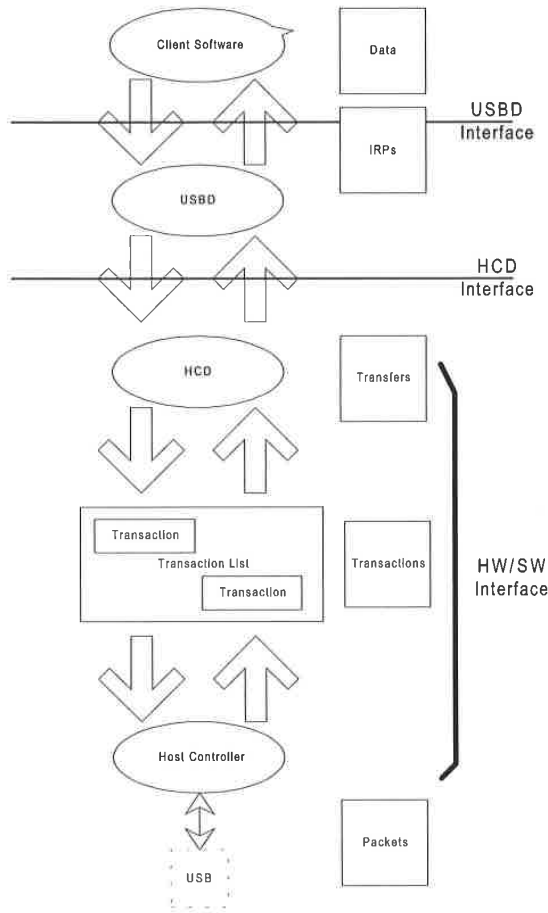 Client Software
Data
USBD
Interface
IRPs
USBD
HCD
Interface
HCD
Transfers
Transaction
Transaction List
Transaction
Transactions
HW/SW
Interface
Host Controller
Packets
USB